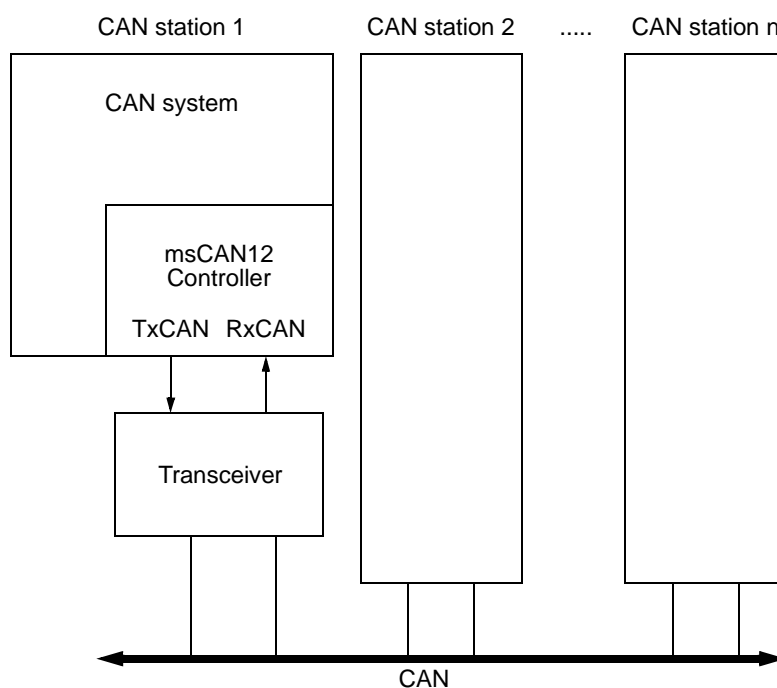 CAN station 1
CAN station 2
.....
CAN station n
CAN system
msCAN12
Controller
TxCAN
RxCAN
Transceiver
CAN